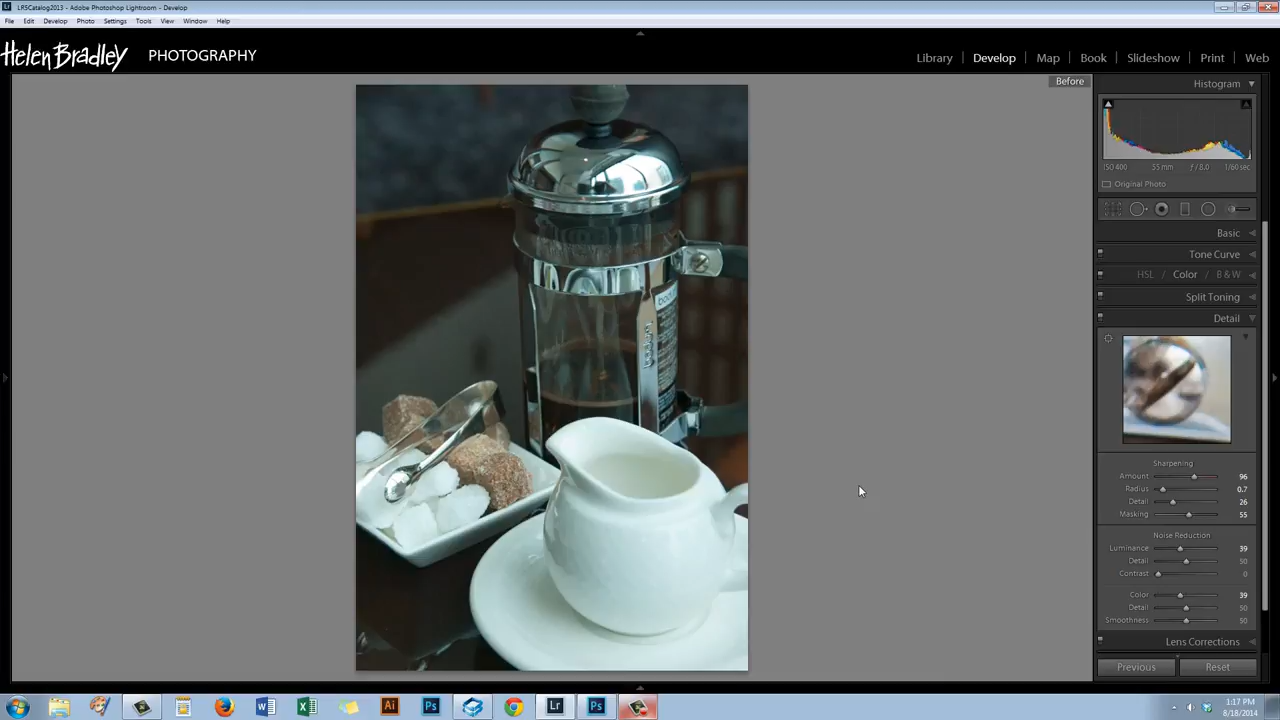 LR5Catalog2013 - Adobe Photoshop Lightroom - Develop
File Edit Develop Photo Settings Tools View Window Help
Helen Bradley PHOTOGRAPHY
Library | Develop | Map | Book | Slideshow | Print | Web
Before
Histogram
ISO 400 55 mm f / 8.0 1/60 sec
Original Photo
Basic
Tone Curve
HSL / Color / B & W
Split Toning
Detail
Sharpening
Amount 96
Radius 0.7
Detail 26
Masking 55
Noise Reduction
Luminance 39
Detail 50
Contrast 0
Color 39
Detail 50
Smoothness 50
Lens Corrections
Previous Reset
bodum
1:17 PM
8/18/2014